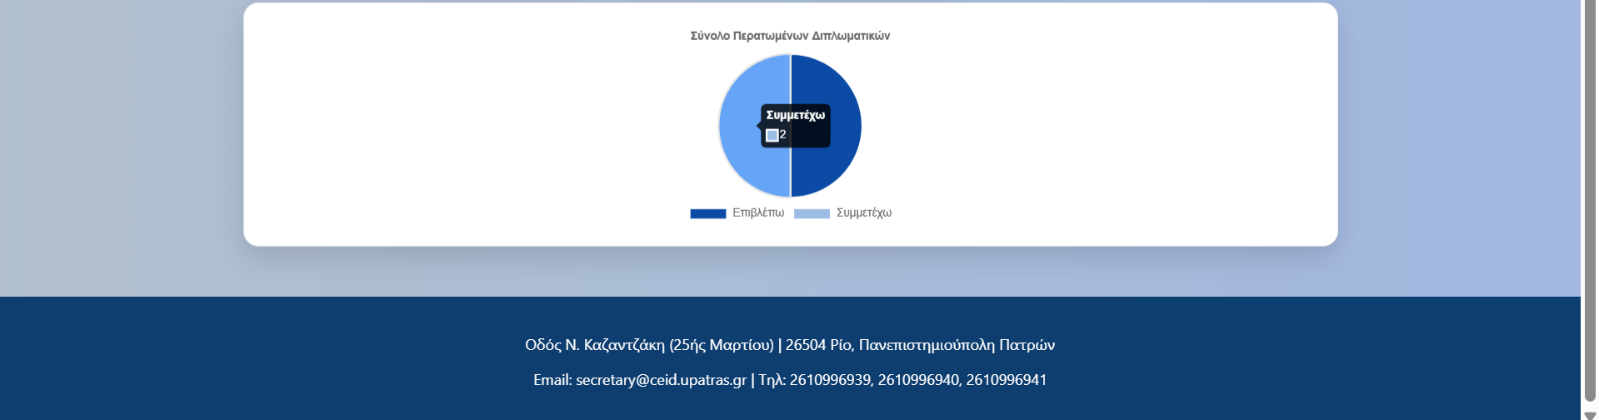 Σύνολο Περατωμένων Διπλωματικών
Συμμετέχω
2
Επιβλέπω Συμμετέχω
Οδός Ν. Καζαντζάκη (25ής Μαρτίου) | 26504 Ρίο, Πανεπιστημιούπολη Πατρών
Email: secretary@ceid.upatras.gr | Τηλ: 2610996939, 2610996940, 2610996941